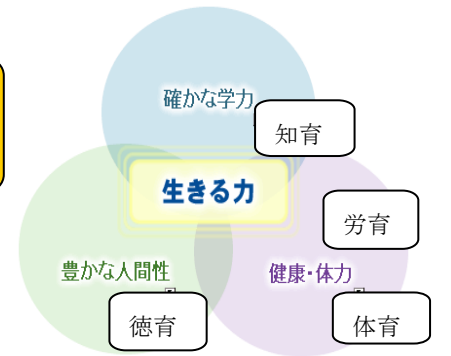 確かな学力
知育
生きる力
労育
豊かな人間性
健康・体力
徳育
体育